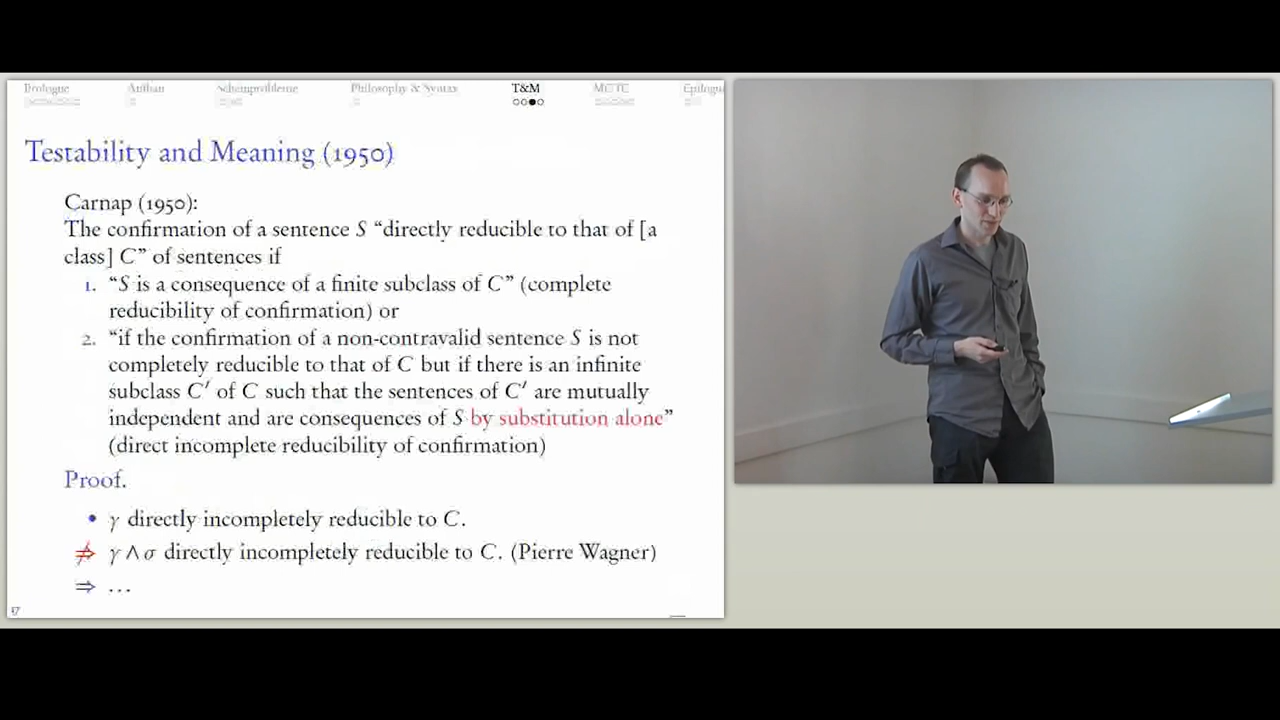 Prologue Aufbau Scheinprobleme Philosophy & Syntax T&M MCTC Epilogue
Testability and Meaning (1950)
Carnap (1950):
The confirmation of a sentence S “directly reducible to that of [a
class] C” of sentences if
1. “S is a consequence of a finite subclass of C” (complete
reducibility of confirmation) or
2. “if the confirmation of a non-contravalid sentence S is not
completely reducible to that of C but if there is an infinite
subclass C′ of C such that the sentences of C′ are mutually
independent and are consequences of S by substitution alone”
(direct incomplete reducibility of confirmation)
Proof.
• γ directly incompletely reducible to C.
⇏ γ ∧ σ directly incompletely reducible to C. (Pierre Wagner)
⇒ …
17